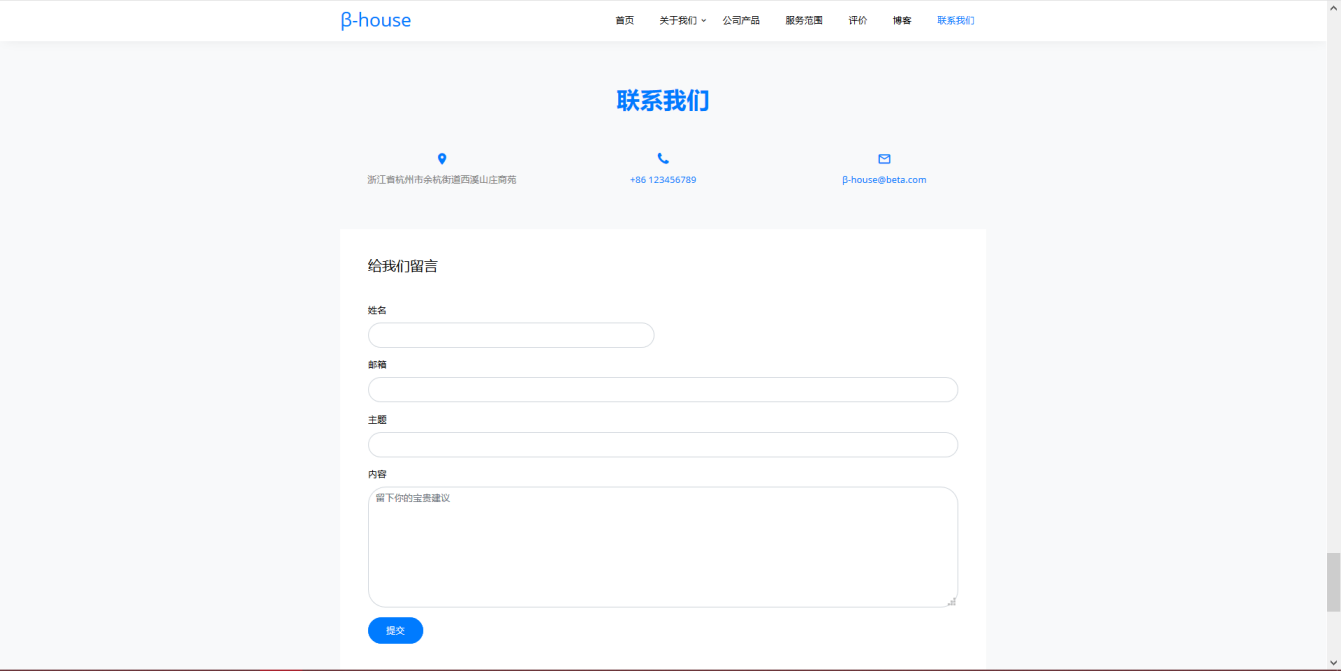 β-house
首页 关于我们 公司产品 服务范围 评价 博客 联系我们
联系我们
浙江省杭州市余杭街道西溪山庄商苑
+86 123456789
β-house@beta.com
给我们留言
姓名
邮箱
主题
内容
留下你的宝贵建议
提交